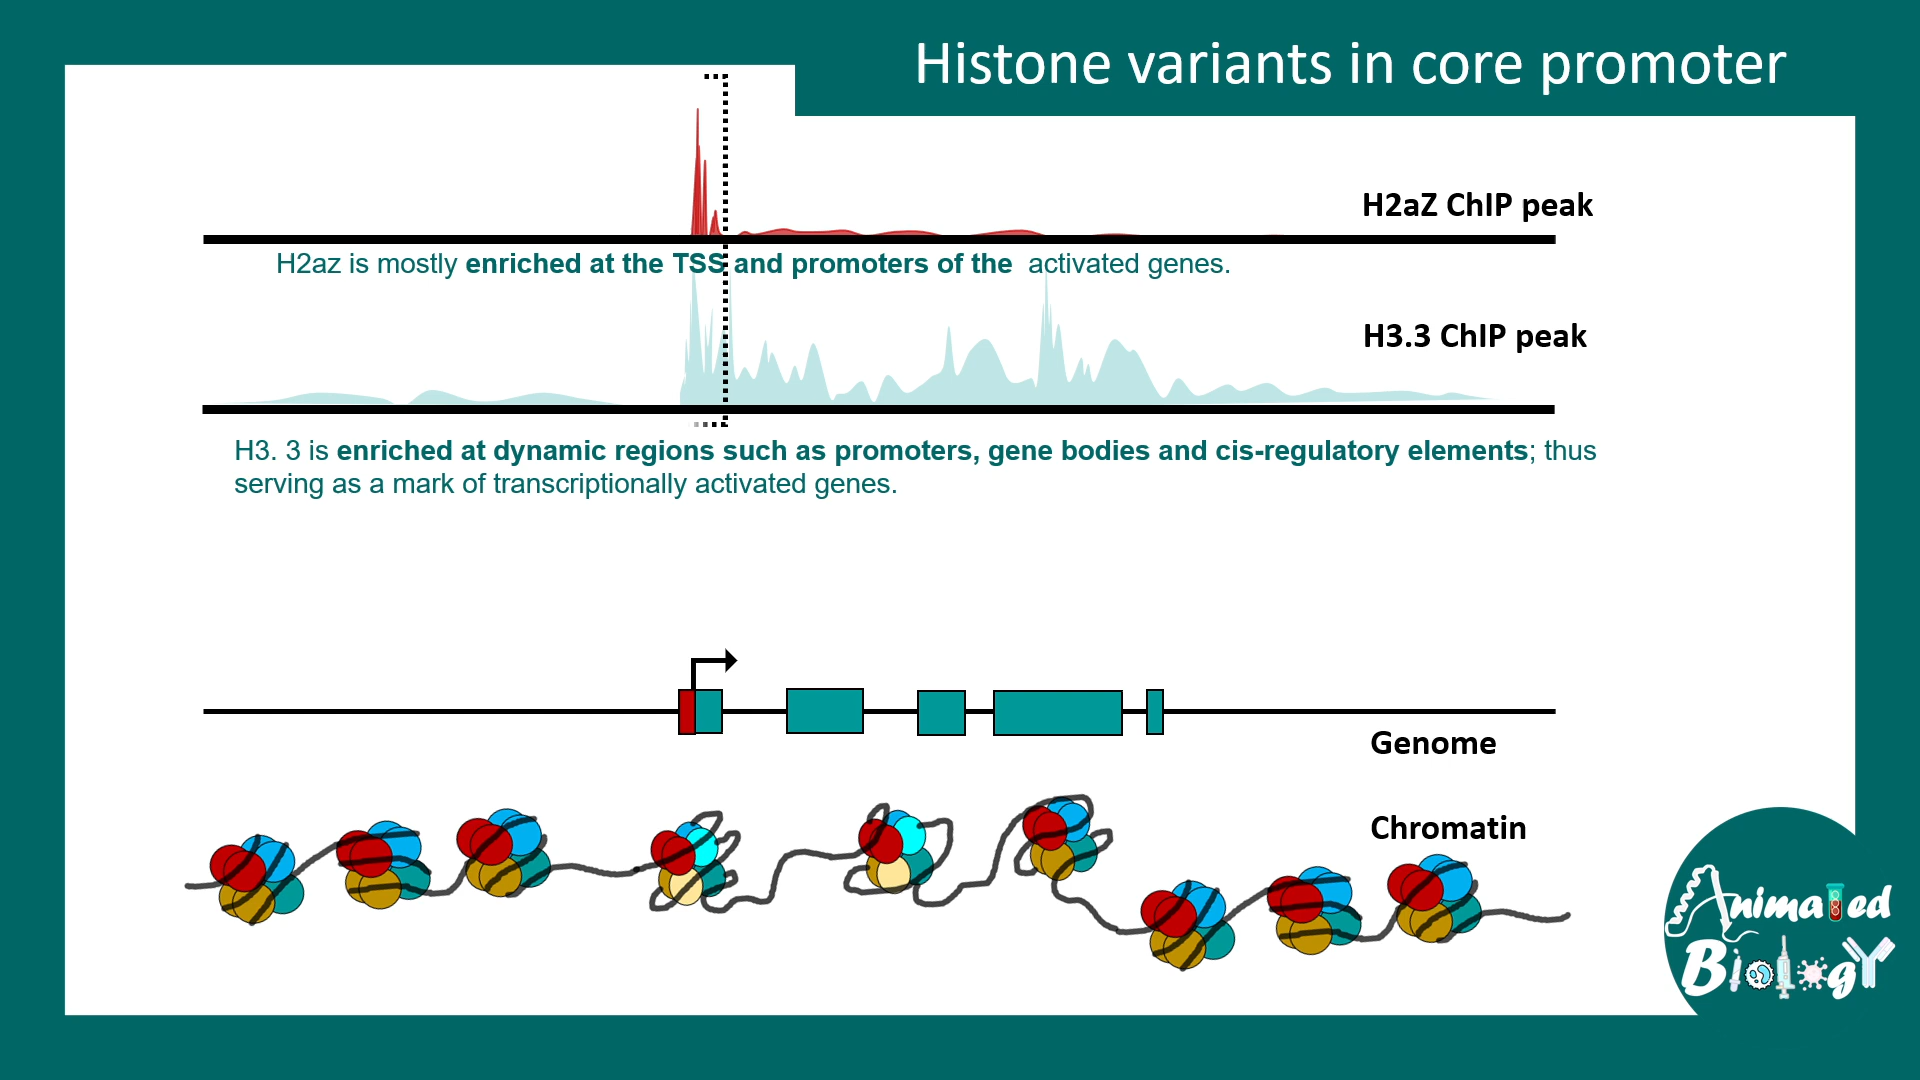 Histone variants in core promoter
H2aZ ChIP peak
H2az is mostly enriched at the TSS and promoters of the activated genes.
H3.3 ChIP peak
H3. 3 is enriched at dynamic regions such as promoters, gene bodies and cis-regulatory elements; thus
serving as a mark of transcriptionally activated genes.
Genome
Chromatin
Animated
BiologY